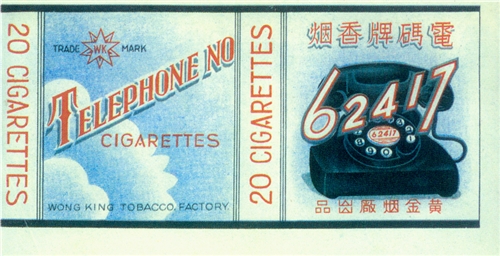 20 CIGARETTES
TRADE WK MARK
TELEPHONE NO
CIGARETTES
WONG KING TOBACCO. FACTORY
20 CIGARETTES
電碼牌香烟
62417
62417
黃金烟廠出品